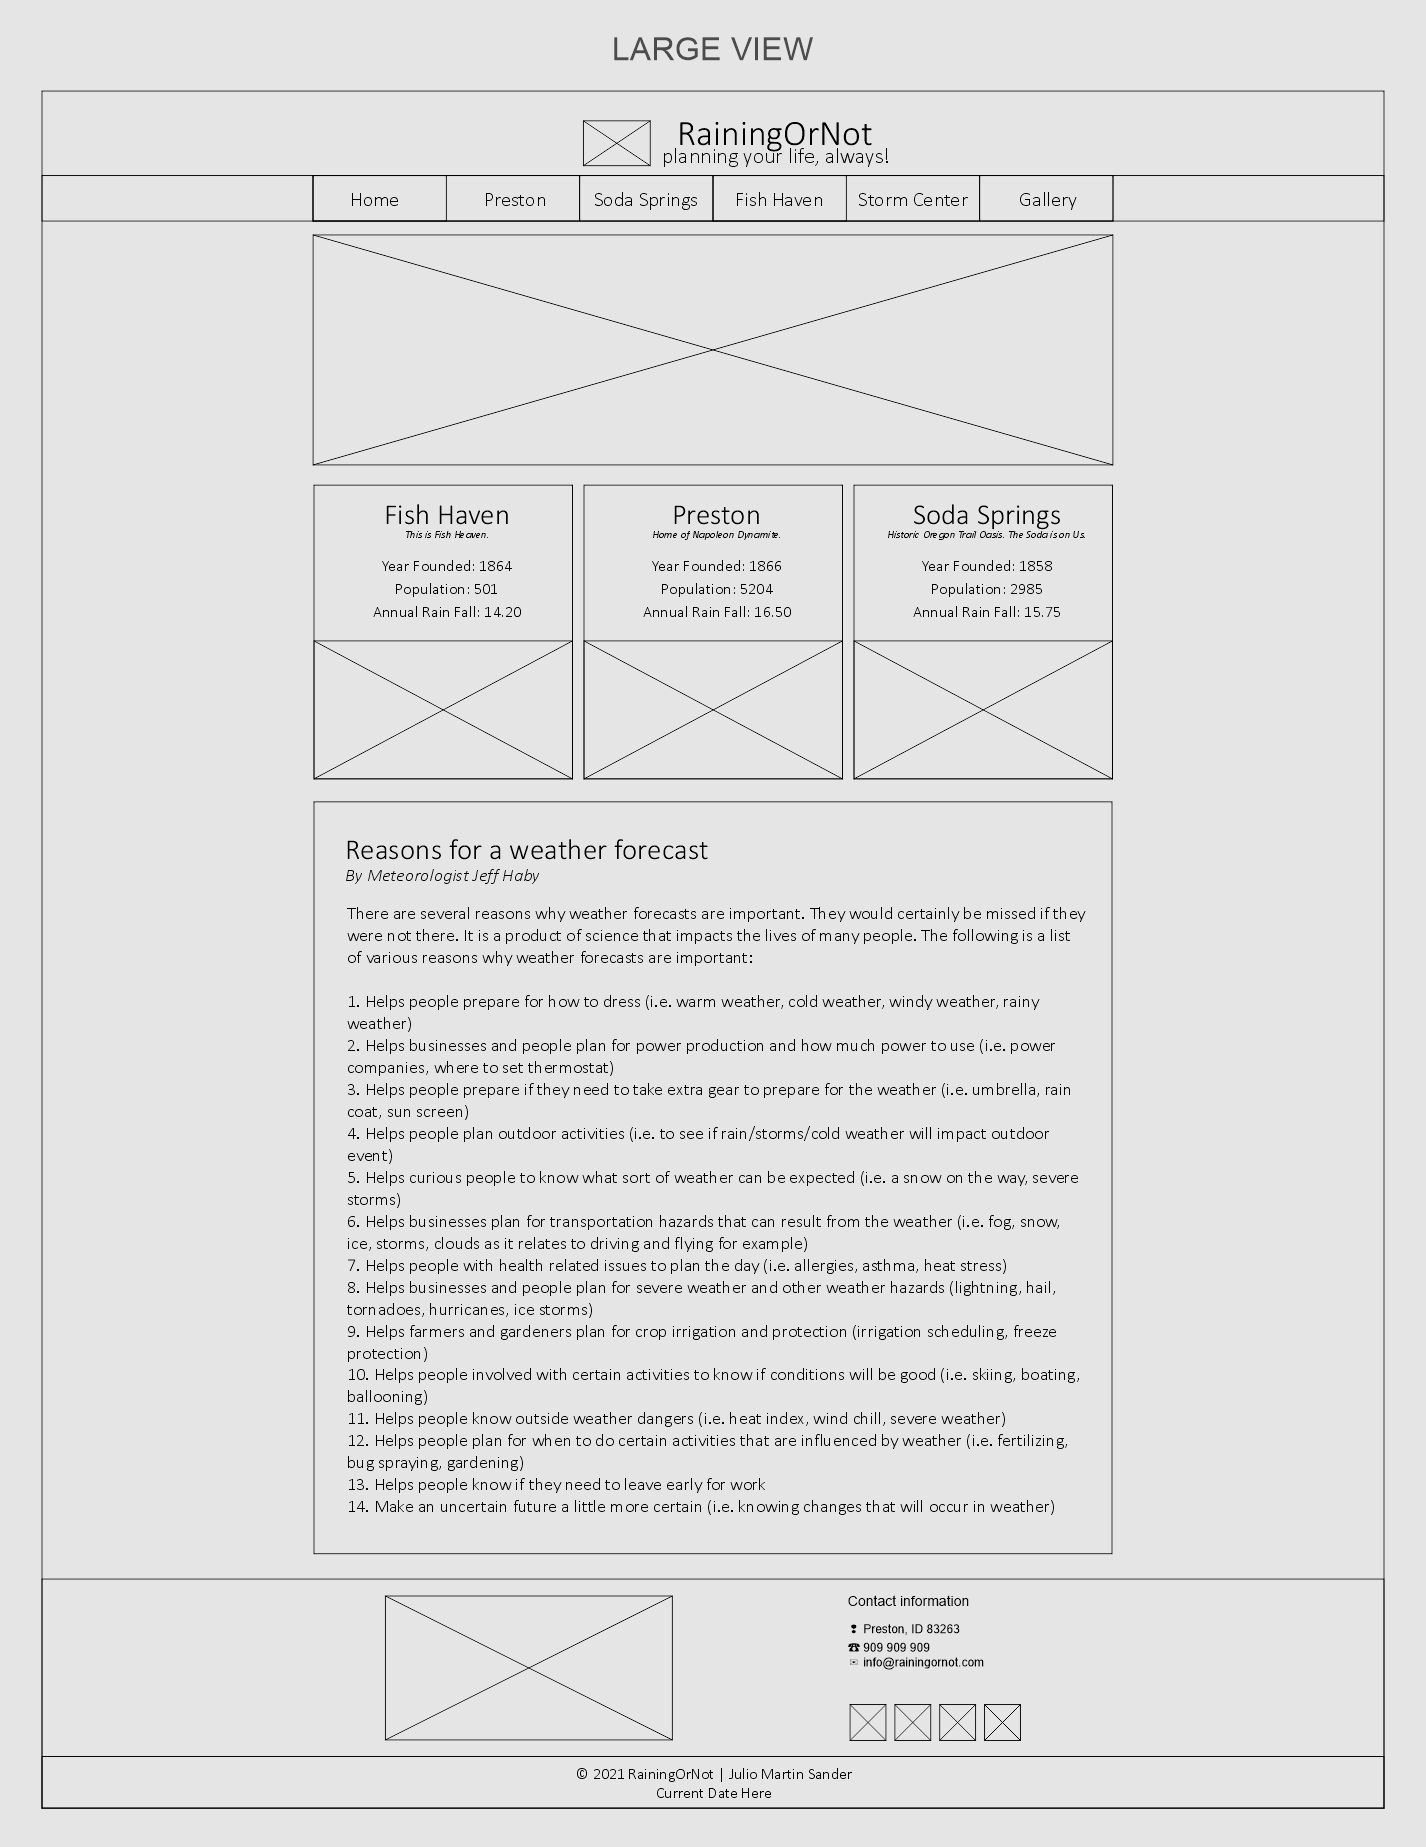 LARGE VIEW
RainingOrNot
planning your life, always!
Home Preston Soda Springs Fish Haven Storm Center Gallery
Fish Haven
This is Fish Heaven.
Year Founded: 1864
Population: 501
Annual Rain Fall: 14.20
Preston
Home of Napoleon Dynamite.
Year Founded: 1866
Population: 5204
Annual Rain Fall: 16.50
Soda Springs
Historic Oregon Trail Oasis. The Soda is on Us.
Year Founded: 1858
Population: 2985
Annual Rain Fall: 15.75
Reasons for a weather forecast
By Meteorologist Jeff Haby
There are several reasons why weather forecasts are important. They would certainly be missed if they
were not there. It is a product of science that impacts the lives of many people. The following is a list
of various reasons why weather forecasts are important:
1. Helps people prepare for how to dress (i.e. warm weather, cold weather, windy weather, rainy
weather)
2. Helps businesses and people plan for power production and how much power to use (i.e. power
companies, where to set thermostat)
3. Helps people prepare if they need to take extra gear to prepare for the weather (i.e. umbrella, rain
coat, sun screen)
4. Helps people plan outdoor activities (i.e. to see if rain/storms/cold weather will impact outdoor
event)
5. Helps curious people to know what sort of weather can be expected (i.e. a snow on the way, severe
storms)
6. Helps businesses plan for transportation hazards that can result from the weather (i.e. fog, snow,
ice, storms, clouds as it relates to driving and flying for example)
7. Helps people with health related issues to plan the day (i.e. allergies, asthma, heat stress)
8. Helps businesses and people plan for severe weather and other weather hazards (lightning, hail,
tornadoes, hurricanes, ice storms)
9. Helps farmers and gardeners plan for crop irrigation and protection (irrigation scheduling, freeze
protection)
10. Helps people involved with certain activities to know if conditions will be good (i.e. skiing, boating,
ballooning)
11. Helps people know outside weather dangers (i.e. heat index, wind chill, severe weather)
12. Helps people plan for when to do certain activities that are influenced by weather (i.e. fertilizing,
bug spraying, gardening)
13. Helps people know if they need to leave early for work
14. Make an uncertain future a little more certain (i.e. knowing changes that will occur in weather)
Contact information
❢ Preston, ID 83263
☎ 909 909 909
✉ info@rainingornot.com
© 2021 RainingOrNot | Julio Martin Sander
Current Date Here